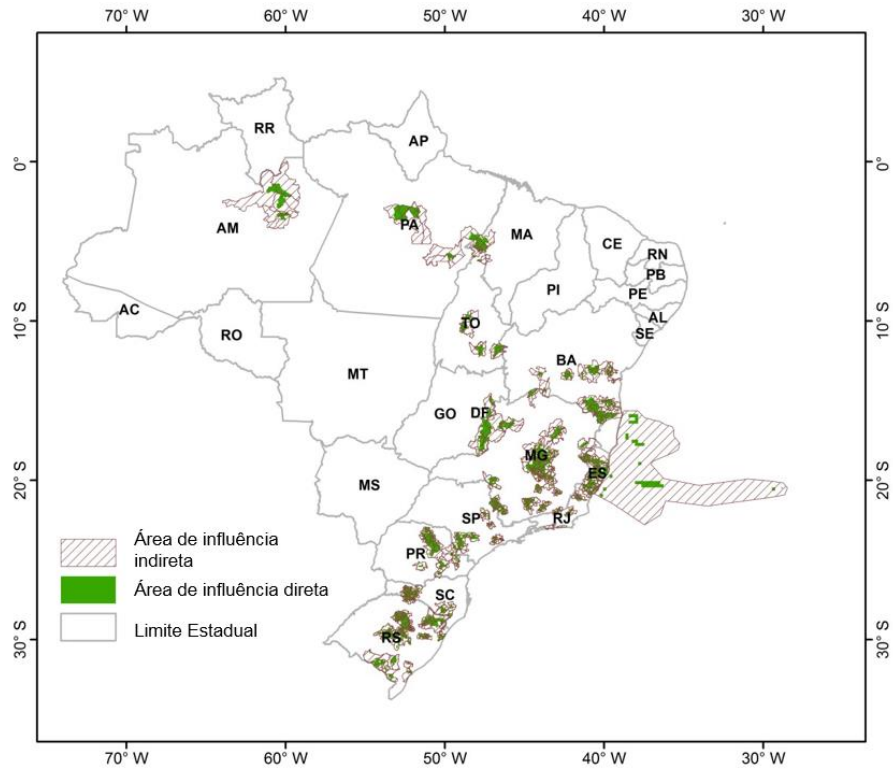 70° W 60° W 50° W 40° W 30° W
0°
10° S
20° S
30° S
0°
10° S
20° S
30° S
RR
AP
AM
PA
MA
CE
RN
PB
PE
AL
SE
PI
AC
RO
TO
BA
MT
GO
DF
MG
ES
MS
SP
RJ
PR
SC
RS
Área de influência
indireta
Área de influência direta
Limite Estadual
70° W 60° W 50° W 40° W 30° W